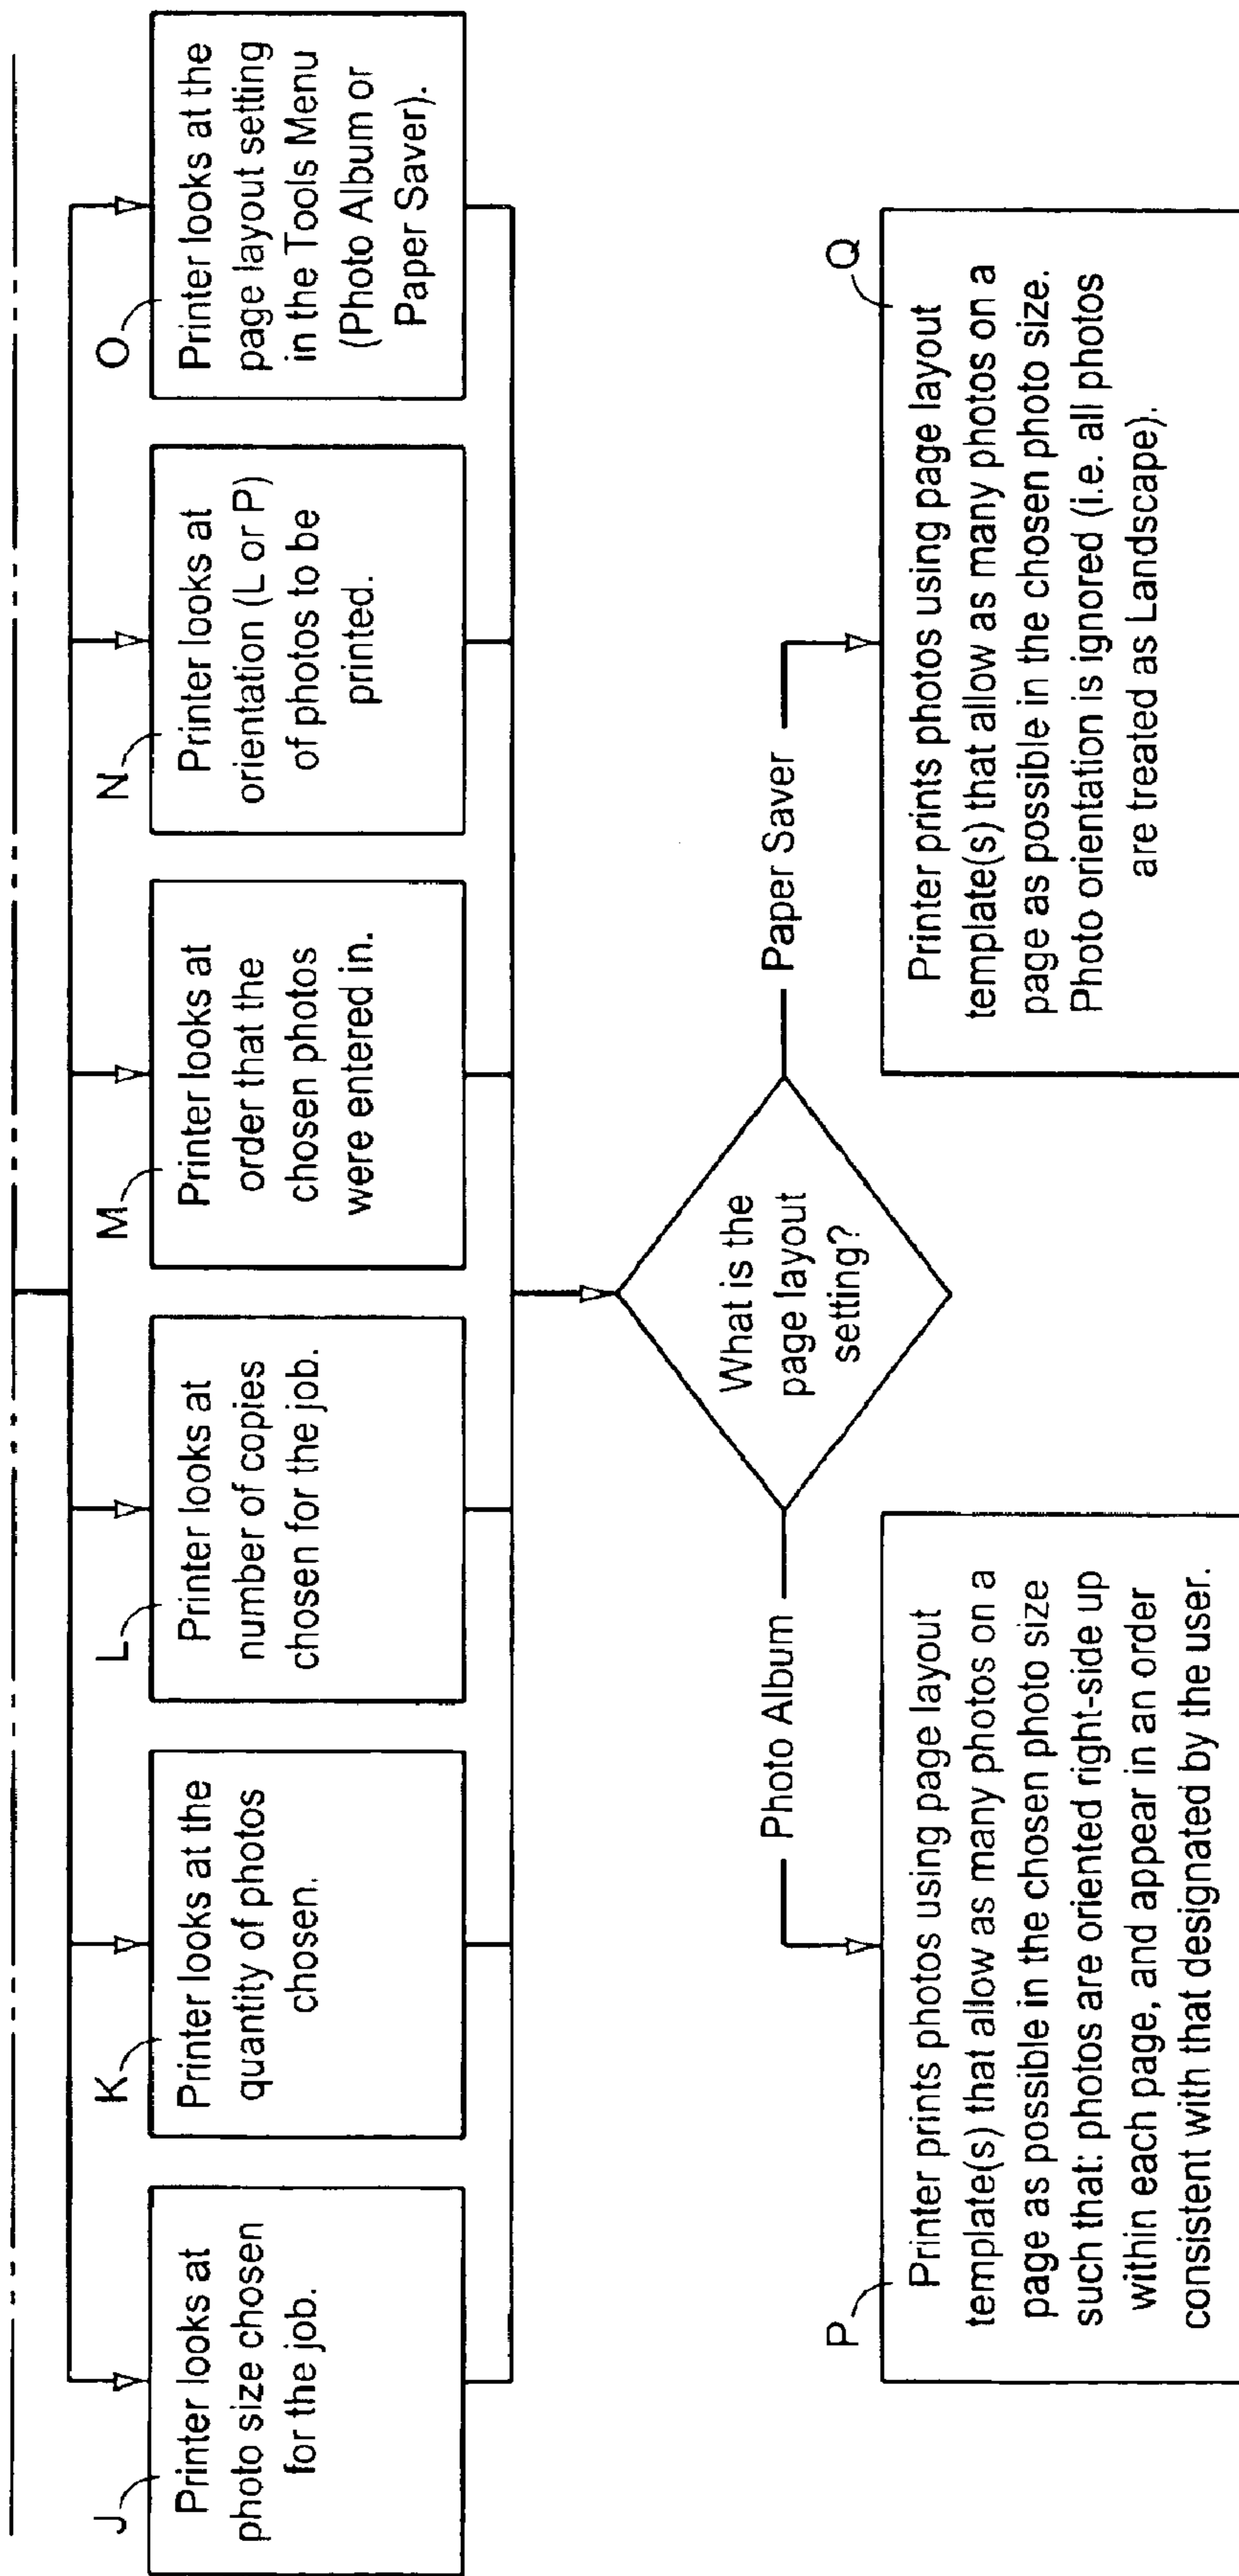 J
Printer looks at
photo size chosen
for the job.
K
Printer looks at the
quantity of photos
chosen.
L
Printer looks at
number of copies
chosen for the job.
M
Printer looks at
order that the
chosen photos
were entered in.
N
Printer looks at
orientation (L or P)
of photos to be
printed.
O
Printer looks at the
page layout setting
in the Tools Menu
(Photo Album or
Paper Saver).
What is the
page layout
setting?
Photo Album
Paper Saver
P
Printer prints photos using page layout
template(s) that allow as many photos on a
page as possible in the chosen photo size
such that: photos are oriented right-side up
within each page, and appear in an order
consistent with that designated by the user.
Q
Printer prints photos using page layout
template(s) that allow as many photos on a
page as possible in the chosen photo size.
Photo orientation is ignored (i.e. all photos
are treated as Landscape).